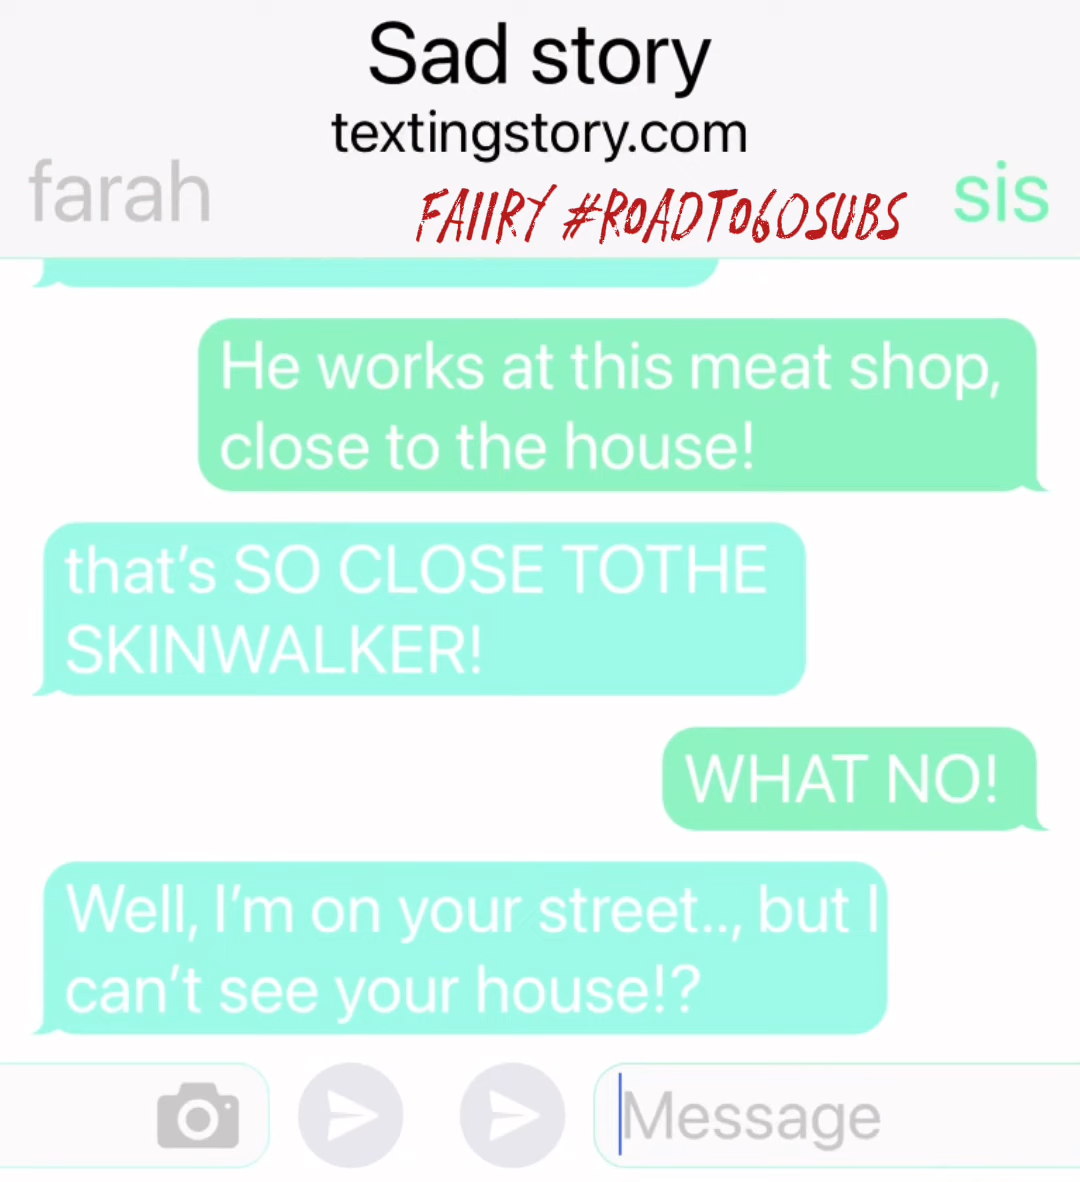 Sad story
textingstory.com
farah
FAIIRY #ROADTO60SUBS
sis
He works at this meat shop,
close to the house!
that's SO CLOSE TOTHE
SKINWALKER!
WHAT NO!
Well, I'm on your street.., but I
can't see your house!?
Message